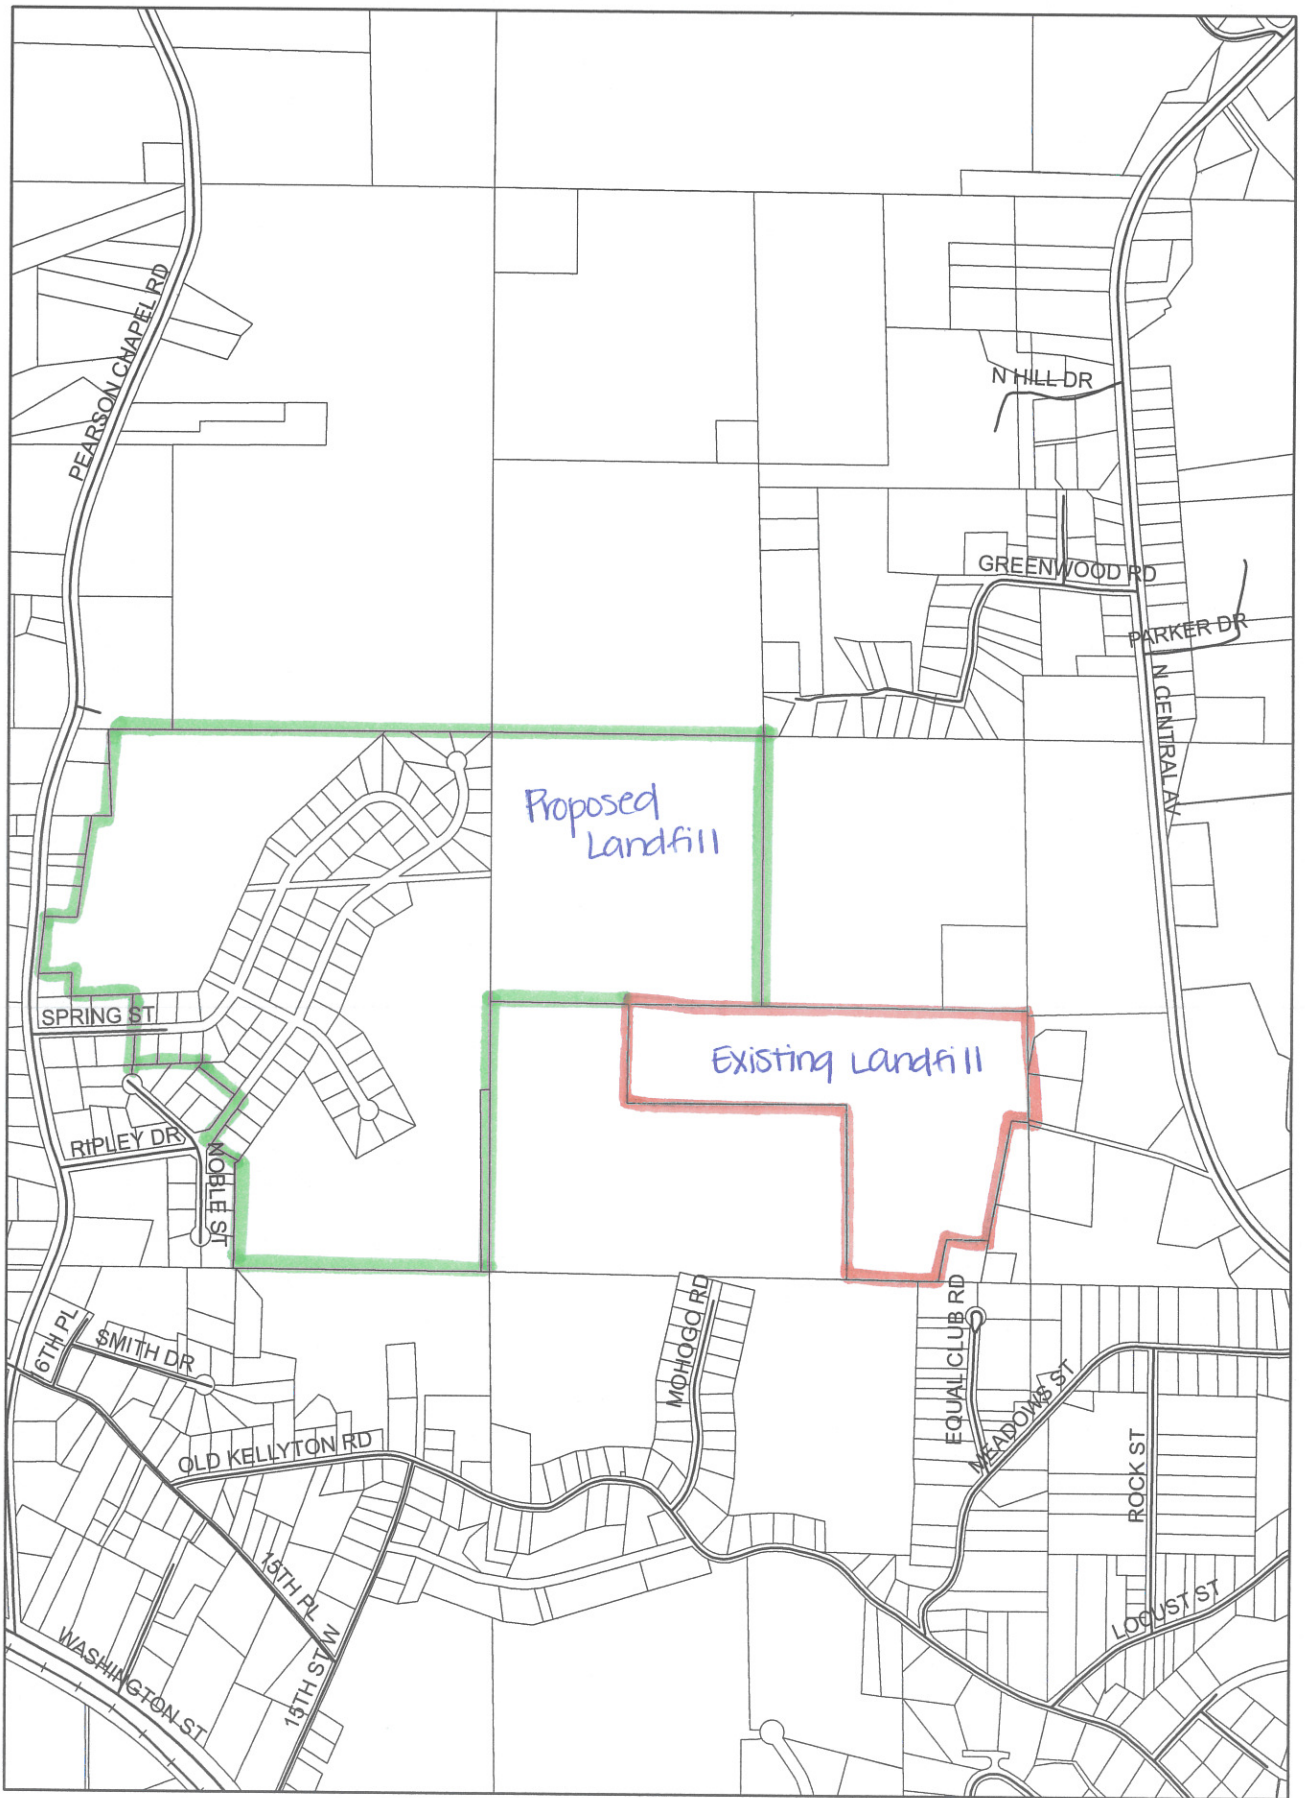 PEARSON CHAPEL RD
N HILL DR
GREENWOOD RD
PARKER DR
N CENTRAL AV
Proposed
Landfill
SPRING ST
Existing Landfill
RIPLEY DR
NOBLE ST
6TH PL
SMITH DR
MOHOGO RD
EQUAL CLUB RD
MEADOWS ST
OLD KELLYTON RD
ROCK ST
15TH PL
15TH ST W
LOCUST ST
WASHINGTON ST